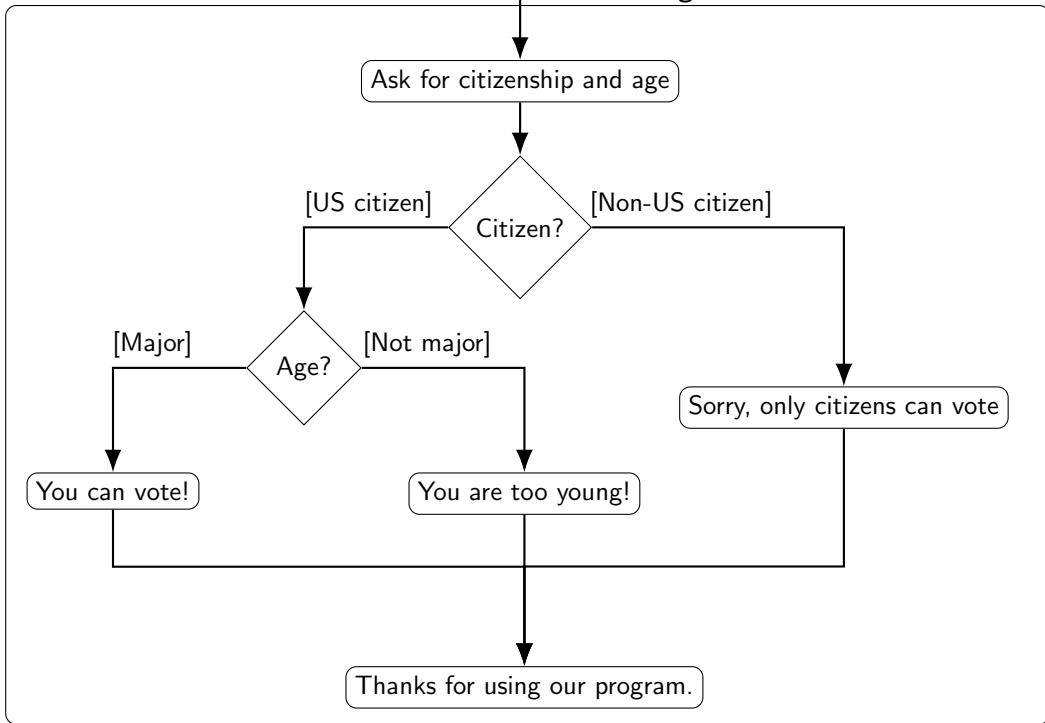 Ask for citizenship and age
[US citizen]
Citizen?
[Non-US citizen]
[Major]
Age?
[Not major]
Sorry, only citizens can vote
You can vote!
You are too young!
Thanks for using our program.